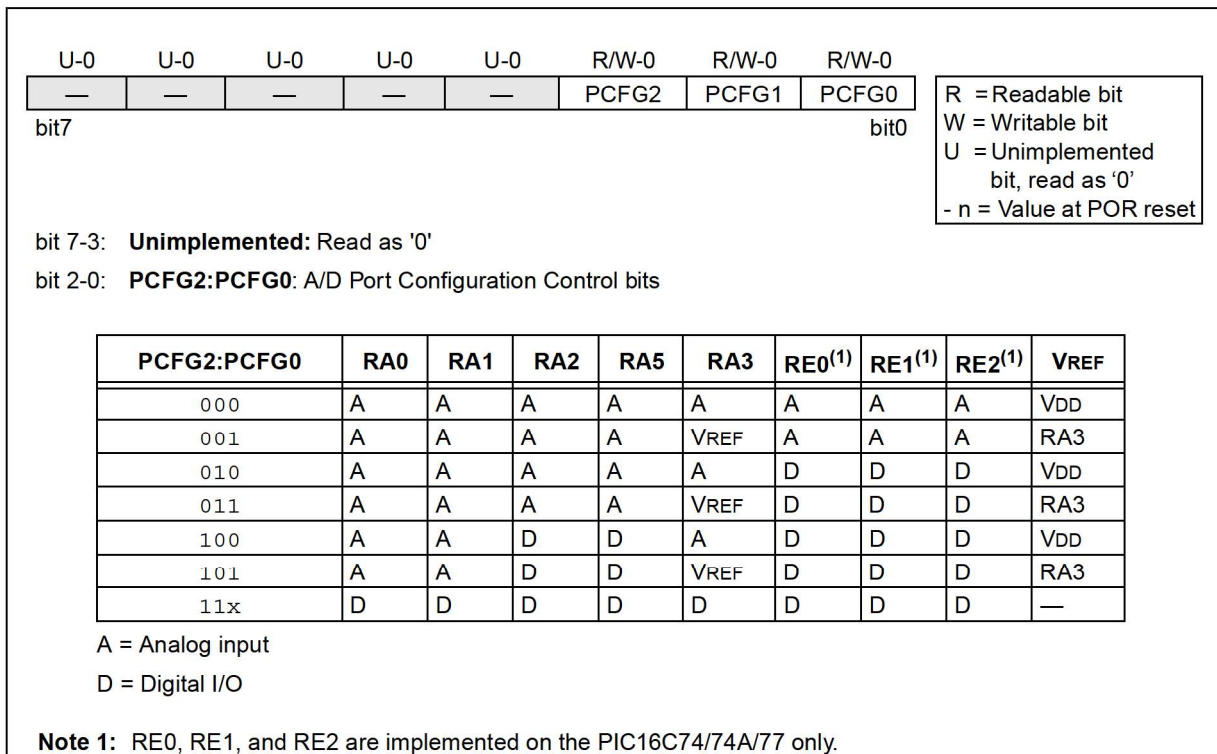 U-0 U-0 U-0 U-0 U-0 R/W-0 R/W-0 R/W-0
— — — — — PCFG2 PCFG1 PCFG0
bit7 bit0
R = Readable bit
W = Writable bit
U = Unimplemented
bit, read as ‘0’
- n = Value at POR reset
bit 7-3: Unimplemented: Read as '0'
bit 2-0: PCFG2:PCFG0: A/D Port Configuration Control bits
PCFG2:PCFG0 RA0 RA1 RA2 RA5 RA3 RE0(1) RE1(1) RE2(1) VREF
000 A A A A A A A A VDD
001 A A A A VREF A A A RA3
010 A A A A A D D D VDD
011 A A A A VREF D D D RA3
100 A A D D A D D D VDD
101 A A D D VREF D D D RA3
11x D D D D D D D D —
A = Analog input
D = Digital I/O
Note 1: RE0, RE1, and RE2 are implemented on the PIC16C74/74A/77 only.